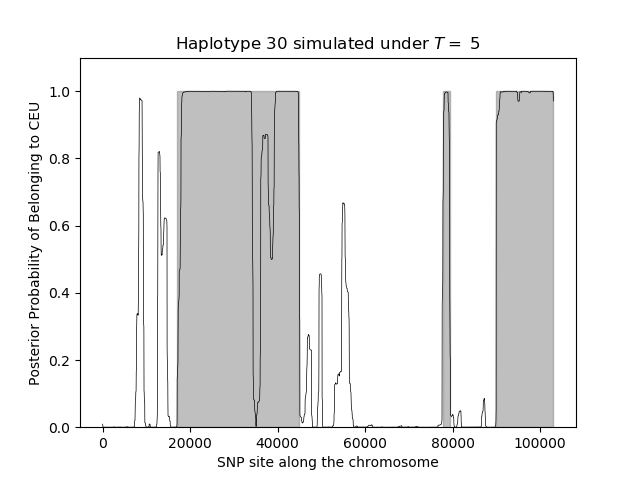 Haplotype 30 simulated under T = 5
Posterior Probability of Belonging to CEU
1.0
0.8
0.6
0.4
0.2
0.0
0 20000 40000 60000 80000 100000
SNP site along the chromosome